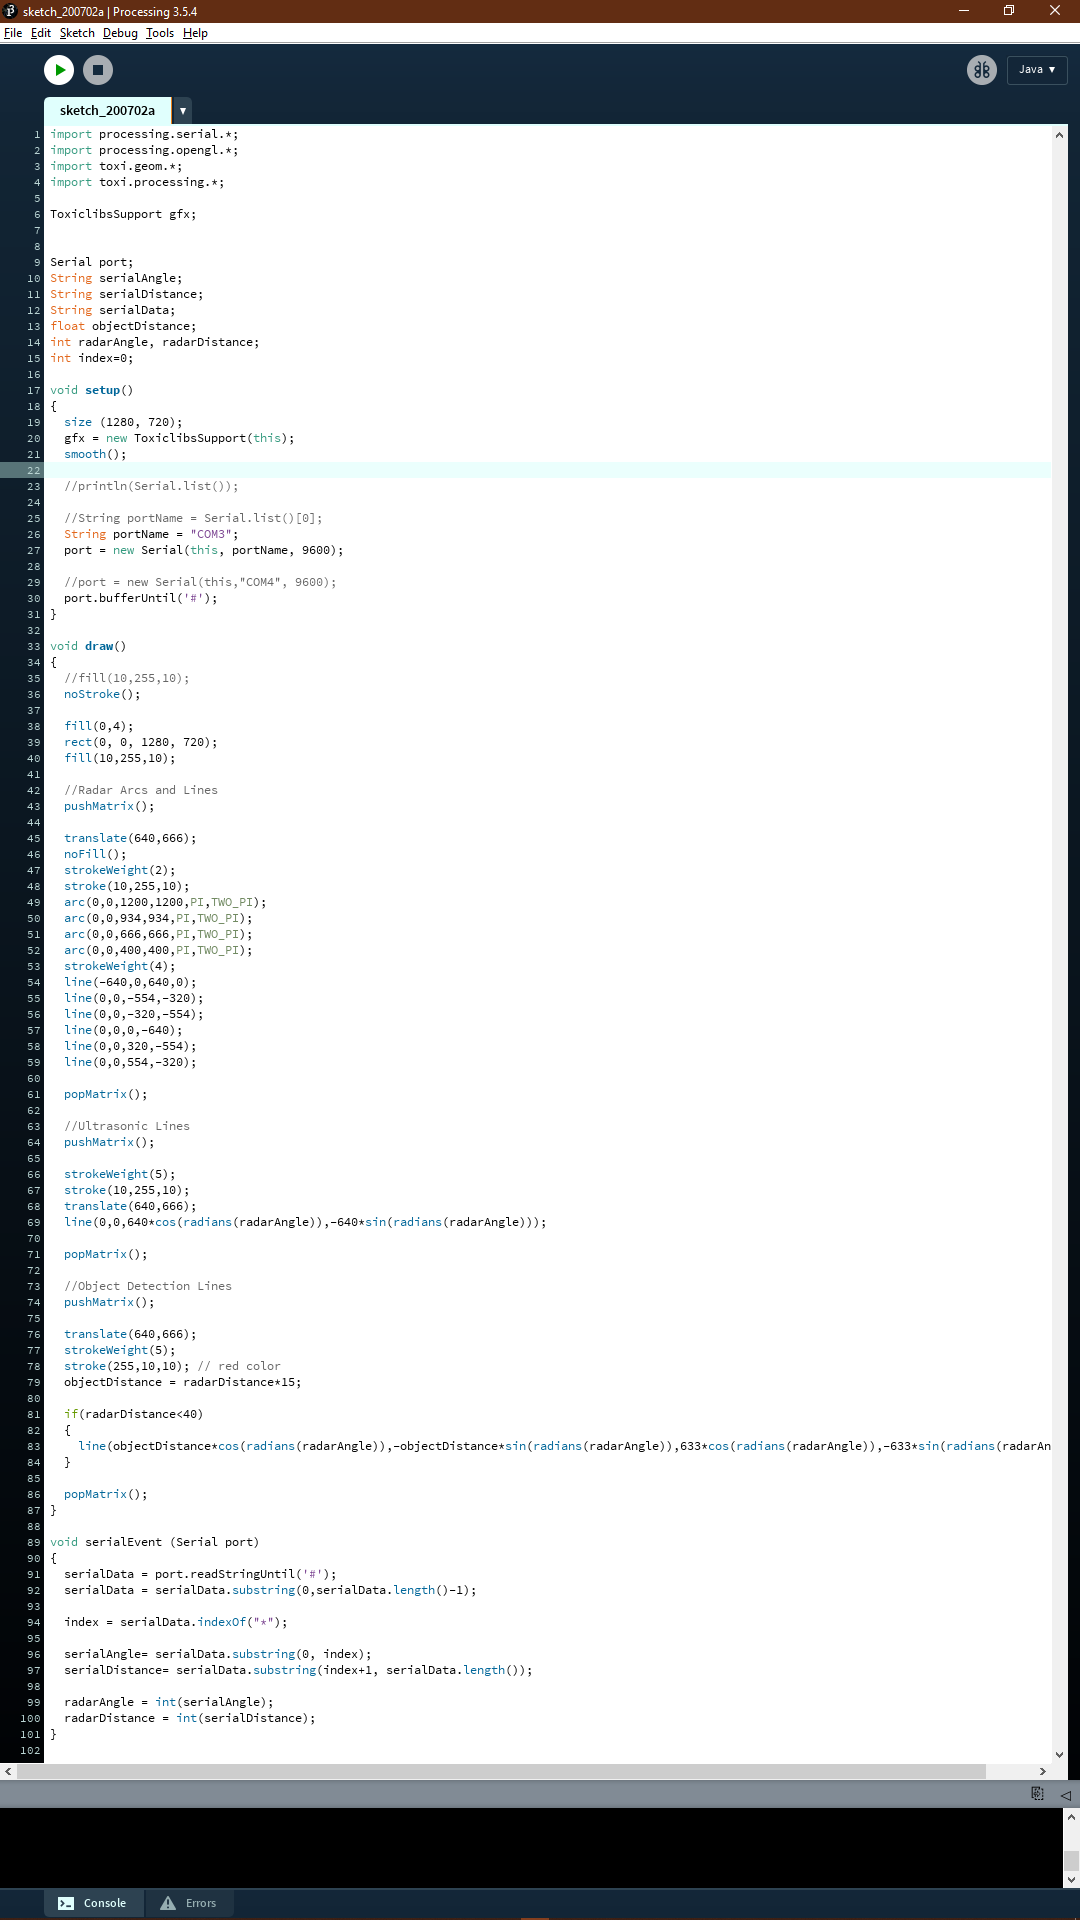 sketch_200702a | Processing 3.5.4
File Edit Sketch Debug Tools Help
Java ▼
sketch_200702a ▼
1 import processing.serial.*;
2 import processing.opengl.*;
3 import toxi.geom.*;
4 import toxi.processing.*;
5
6 ToxiclibsSupport gfx;
7
8
9 Serial port;
10 String serialAngle;
11 String serialDistance;
12 String serialData;
13 float objectDistance;
14 int radarAngle, radarDistance;
15 int index=0;
16
17 void setup()
18 {
19   size (1280, 720);
20   gfx = new ToxiclibsSupport(this);
21   smooth();
22
23   //println(Serial.list());
24
25   //String portName = Serial.list()[0];
26   String portName = "COM3";
27   port = new Serial(this, portName, 9600);
28
29   //port = new Serial(this,"COM4", 9600);
30   port.bufferUntil('#');
31 }
32
33 void draw()
34 {
35   //fill(10,255,10);
36   noStroke();
37
38   fill(0,4);
39   rect(0, 0, 1280, 720);
40   fill(10,255,10);
41
42   //Radar Arcs and Lines
43   pushMatrix();
44
45   translate(640,666);
46   noFill();
47   strokeWeight(2);
48   stroke(10,255,10);
49   arc(0,0,1200,1200,PI,TWO_PI);
50   arc(0,0,934,934,PI,TWO_PI);
51   arc(0,0,666,666,PI,TWO_PI);
52   arc(0,0,400,400,PI,TWO_PI);
53   strokeWeight(4);
54   line(-640,0,640,0);
55   line(0,0,-554,-320);
56   line(0,0,-320,-554);
57   line(0,0,0,-640);
58   line(0,0,320,-554);
59   line(0,0,554,-320);
60
61   popMatrix();
62
63   //Ultrasonic Lines
64   pushMatrix();
65
66   strokeWeight(5);
67   stroke(10,255,10);
68   translate(640,666);
69   line(0,0,640*cos(radians(radarAngle)),-640*sin(radians(radarAngle)));
70
71   popMatrix();
72
73   //Object Detection Lines
74   pushMatrix();
75
76   translate(640,666);
77   strokeWeight(5);
78   stroke(255,10,10); // red color
79   objectDistance = radarDistance*15;
80
81   if(radarDistance<40)
82   {
83     line(objectDistance*cos(radians(radarAngle)),-objectDistance*sin(radians(radarAngle)),633*cos(radians(radarAngle)),-633*sin(radians(radarAn
84   }
85
86   popMatrix();
87 }
88
89 void serialEvent (Serial port)
90 {
91   serialData = port.readStringUntil('#');
92   serialData = serialData.substring(0,serialData.length()-1);
93
94   index = serialData.indexOf("*");
95
96   serialAngle= serialData.substring(0, index);
97   serialDistance= serialData.substring(index+1, serialData.length());
98
99   radarAngle = int(serialAngle);
100   radarDistance = int(serialDistance);
101 }
102
Console Errors